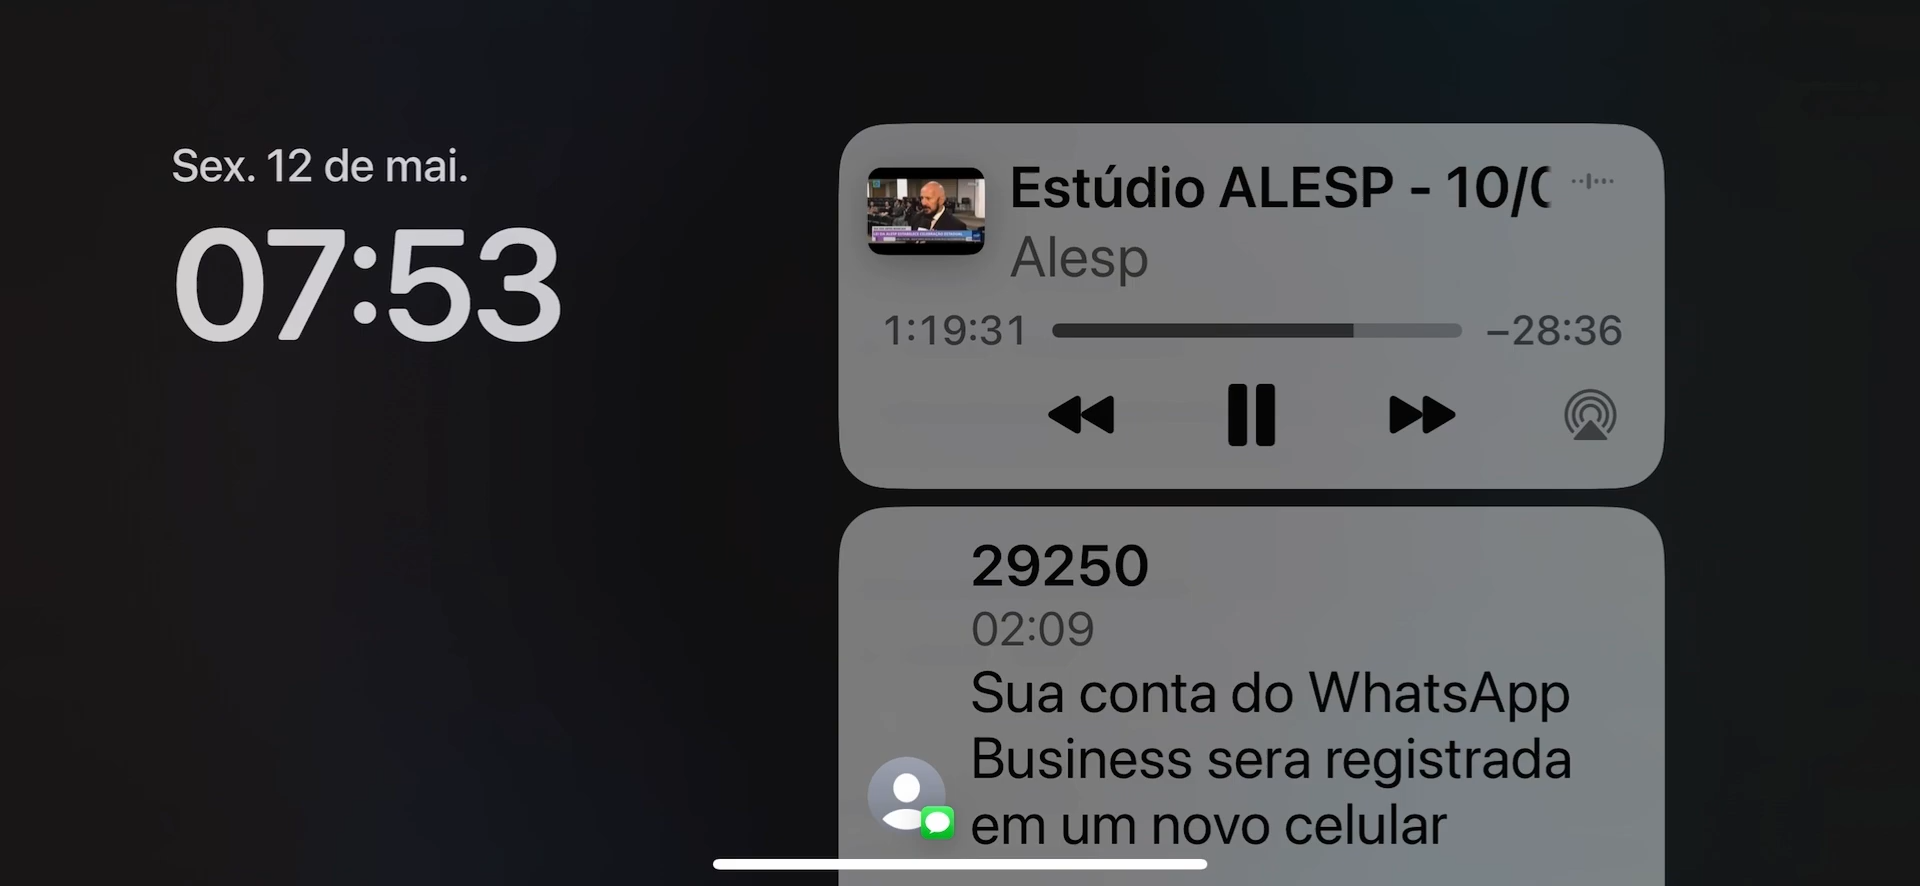 Sex. 12 de mai.
07:53
Estúdio ALESP - 10/
Alesp
1:19:31
−28:36
29250
02:09
Sua conta do WhatsApp
Business sera registrada
em um novo celular